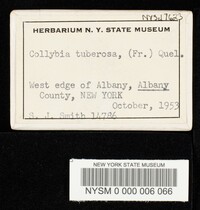 NYSd7683
HERBARIUM N. Y. STATE MUSEUM
Collybia tuberosa, (Fr.) Quel.
West edge of Albany, Albany
County, NEW YORK
October, 1953
S. J. Smith 14786
NEW YORK STATE MUSEUM
NYSM 0 000 006 066